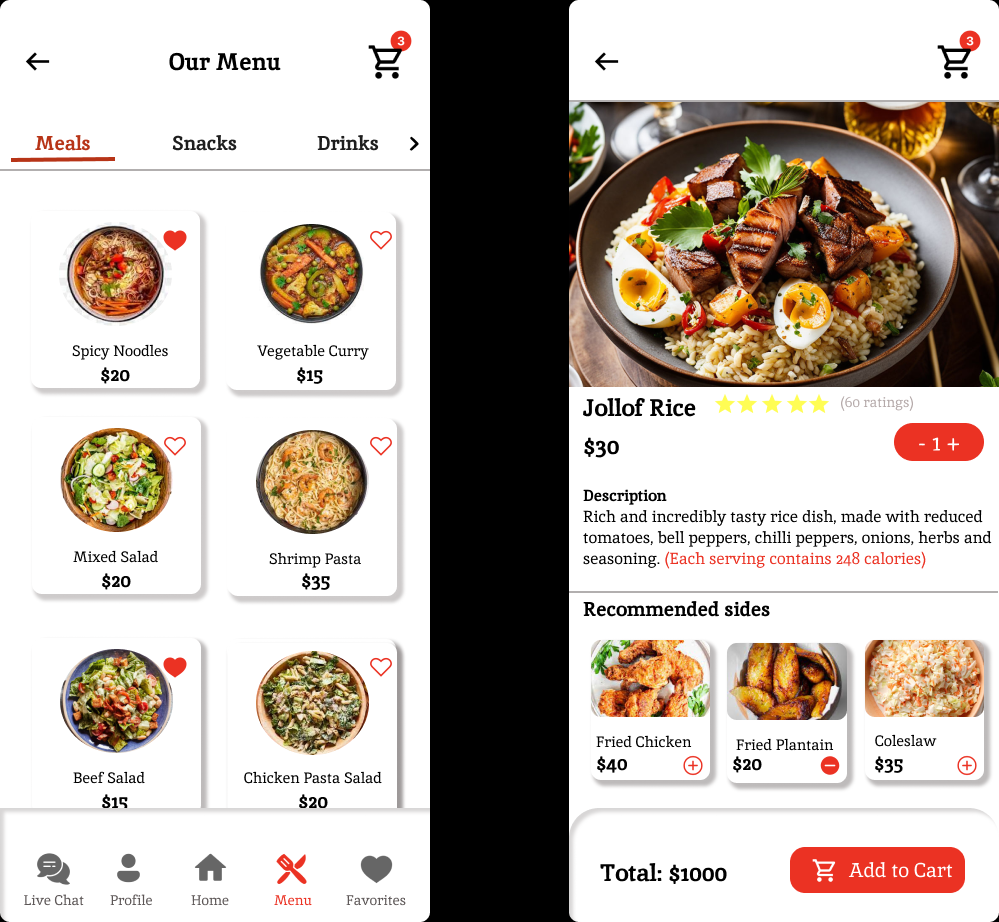 Our Menu
3
Meals Snacks Drinks
Spicy Noodles
$20
Vegetable Curry
$15
Mixed Salad
$20
Shrimp Pasta
$35
Beef Salad
$15
Chicken Pasta Salad
$20
Live Chat Profile Home Menu Favorites
3
Jollof Rice (60 ratings)
$30
- 1 +
Description
Rich and incredibly tasty rice dish, made with reduced
tomatoes, bell peppers, chilli peppers, onions, herbs and
seasoning. (Each serving contains 248 calories)
Recommended sides
Fried Chicken
$40
Fried Plantain
$20
Coleslaw
$35
Total: $1000
Add to Cart